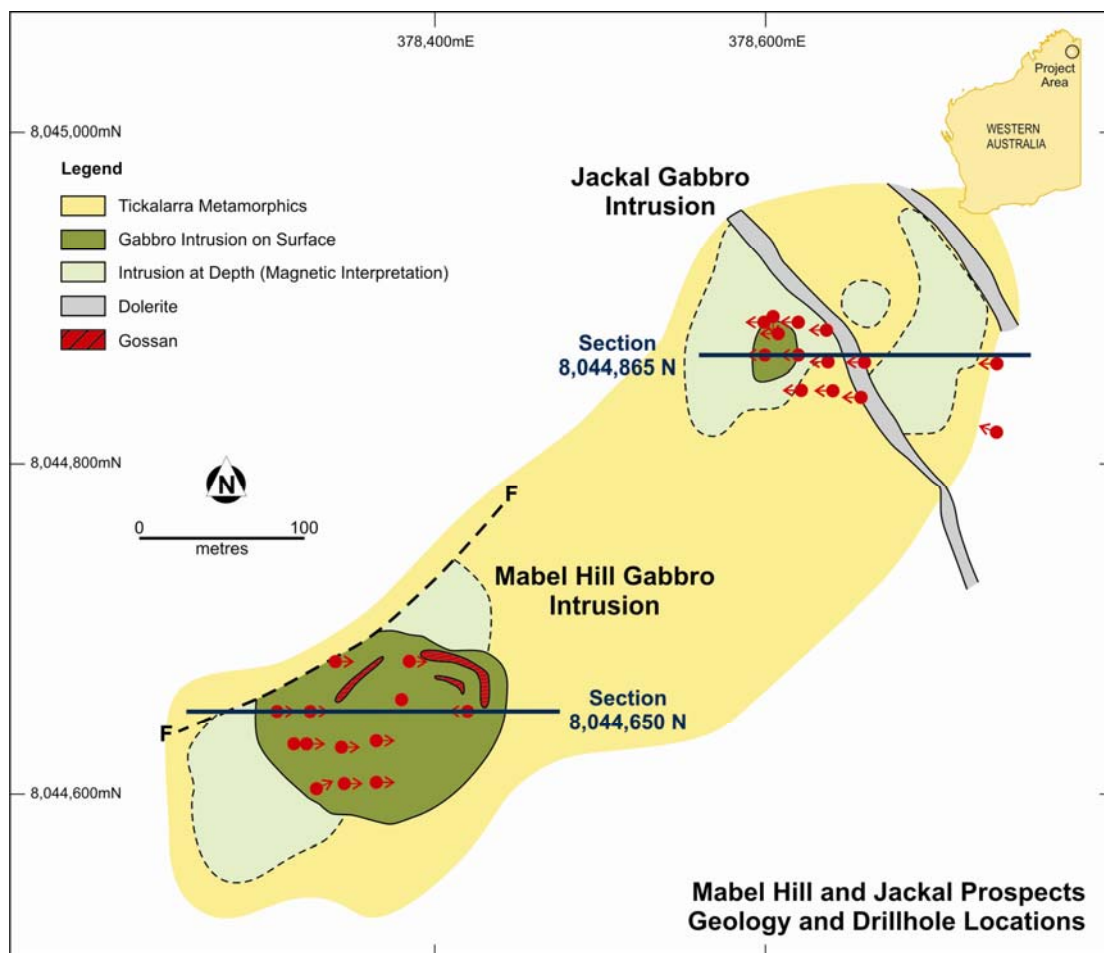 378,400mE
378,600mE
Project
Area
WESTERN
AUSTRALIA
8,045,000mN
Legend
Tickalarra Metamorphics
Gabbro Intrusion on Surface
Intrusion at Depth (Magnetic Interpretation)
Dolerite
Gossan
Jackal Gabbro
Intrusion
Section
8,044,865 N
8,044,800mN
N
0
100
metres
F
Mabel Hill Gabbro
Intrusion
Section
8,044,650 N
F
8,044,600mN
Mabel Hill and Jackal Prospects
Geology and Drillhole Locations